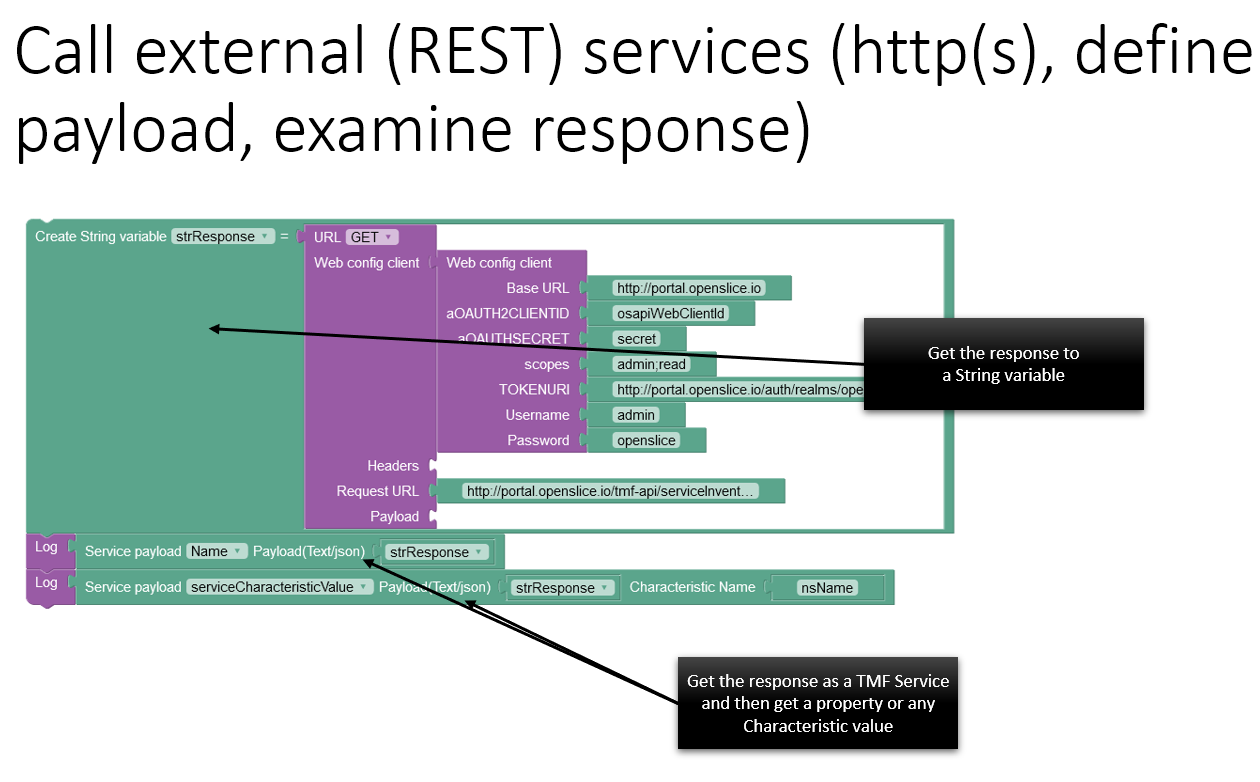 Call external (REST) services (http(s), define
payload, examine response)
Create String variable strResponse = URL GET
Web config client Web config client
Base URL http://portal.openslice.io
aOAUTH2CLIENTID osapiWebClientId
aOAUTHSECRET secret
scopes admin;read
TOKENURI http://portal.openslice.io/auth/realms/ope
Username admin
Password openslice
Headers
Request URL http://portal.openslice.io/tmf-api/serviceInvent…
Payload
Get the response to
a String variable
Log Service payload Name Payload(Text/json) strResponse
Log Service payload serviceCharacteristicValue Payload(Text/json) strResponse Characteristic Name nsName
Get the response as a TMF Service
and then get a property or any
Characteristic value